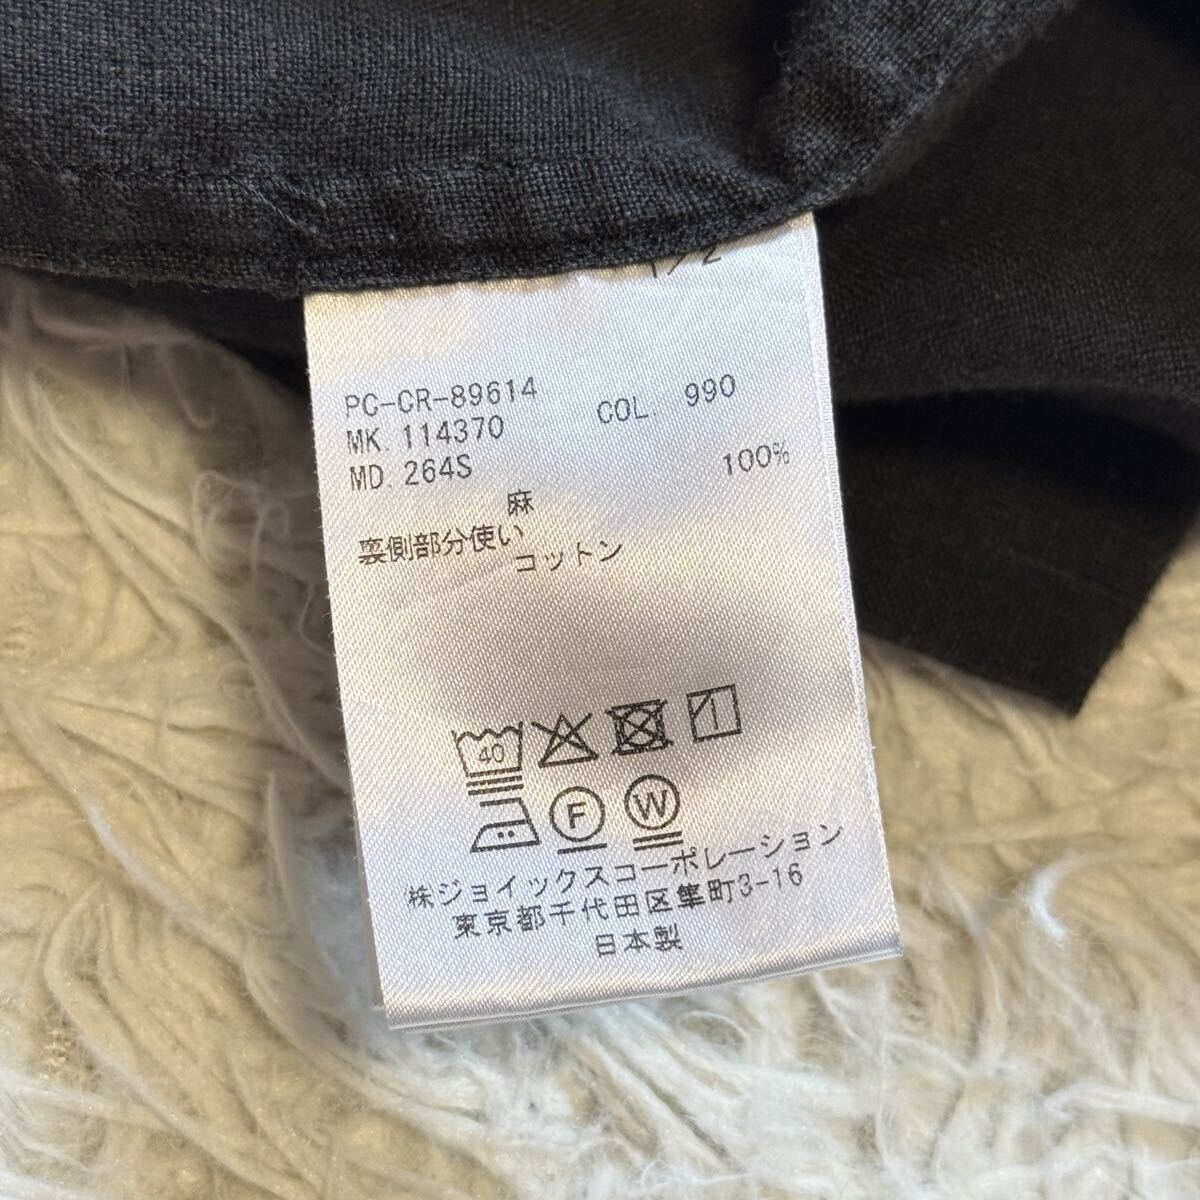 1/2
PC-CR-89614
COL. 990
MK. 114370
MD 264S
麻 100%
裏側部分使い
コットン
40
F W
株ジョイックスコーポレーション
東京都千代田区隼町3-16
日本製